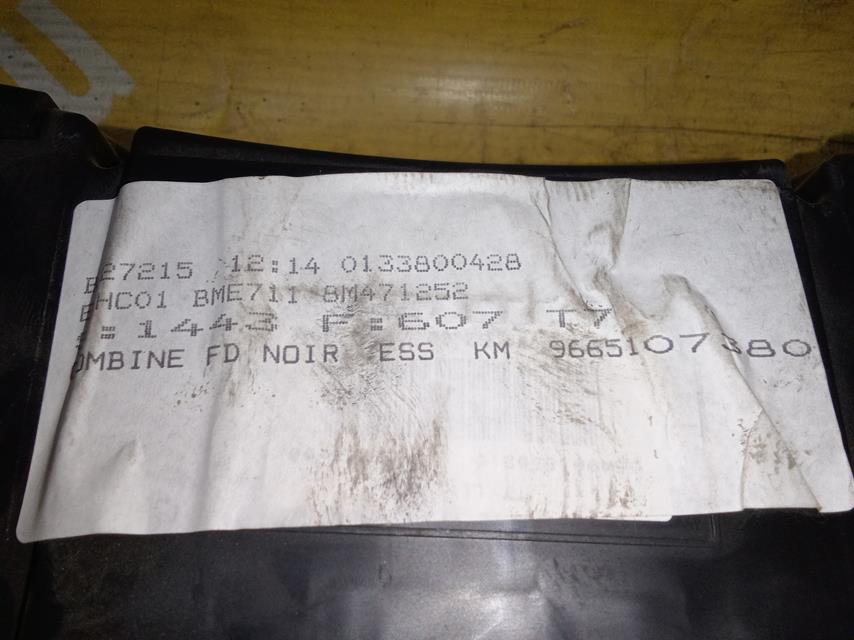 27215 12:14 0133800428
HC01 BME711 8M471252
:1443 F:607 T7
OMBINE FD NOIR ESS KM 9665107380